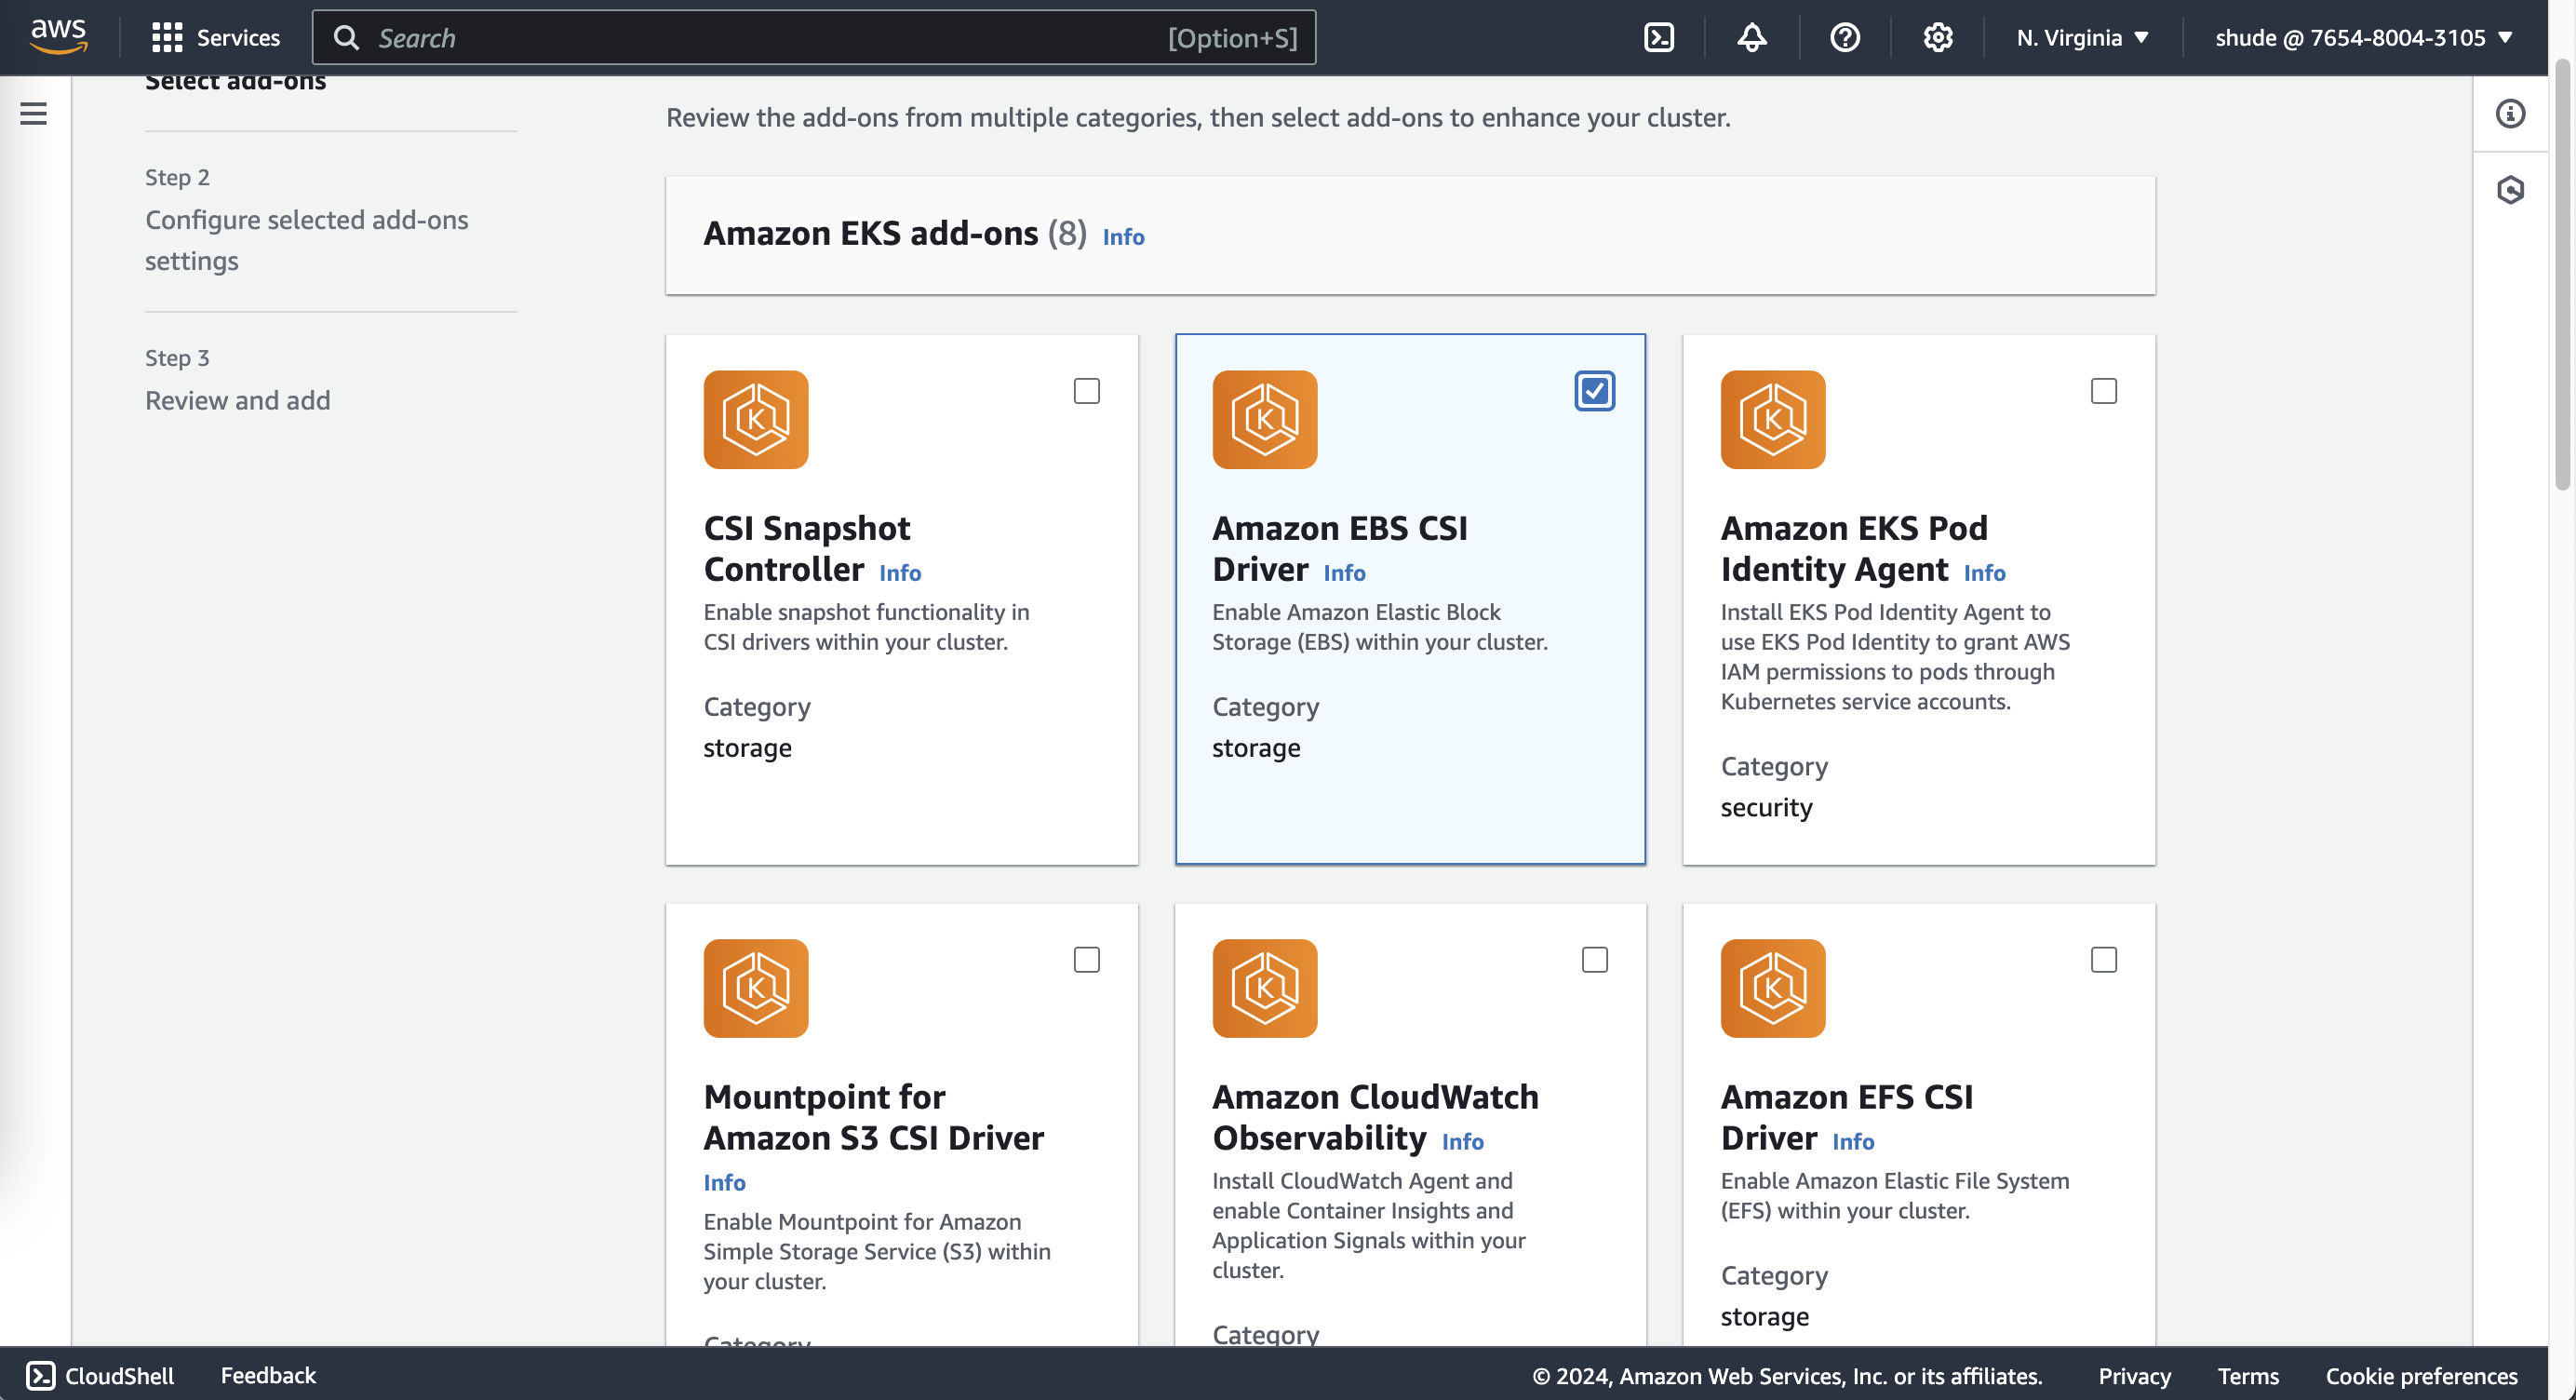 aws
Services
Search
[Option+S]
N. Virginia
shude @ 7654-8004-3105
Select add-ons
Step 2
Configure selected add-ons
settings
Step 3
Review and add
Review the add-ons from multiple categories, then select add-ons to enhance your cluster.
Amazon EKS add-ons (8) Info
CSI Snapshot
Controller Info
Enable snapshot functionality in
CSI drivers within your cluster.
Category
storage
Amazon EBS CSI
Driver Info
Enable Amazon Elastic Block
Storage (EBS) within your cluster.
Category
storage
Amazon EKS Pod
Identity Agent Info
Install EKS Pod Identity Agent to
use EKS Pod Identity to grant AWS
IAM permissions to pods through
Kubernetes service accounts.
Category
security
Mountpoint for
Amazon S3 CSI Driver
Info
Enable Mountpoint for Amazon
Simple Storage Service (S3) within
your cluster.
Category
Amazon CloudWatch
Observability Info
Install CloudWatch Agent and
enable Container Insights and
Application Signals within your
cluster.
Category
Amazon EFS CSI
Driver Info
Enable Amazon Elastic File System
(EFS) within your cluster.
Category
storage
CloudShell
Feedback
© 2024, Amazon Web Services, Inc. or its affiliates.
Privacy
Terms
Cookie preferences